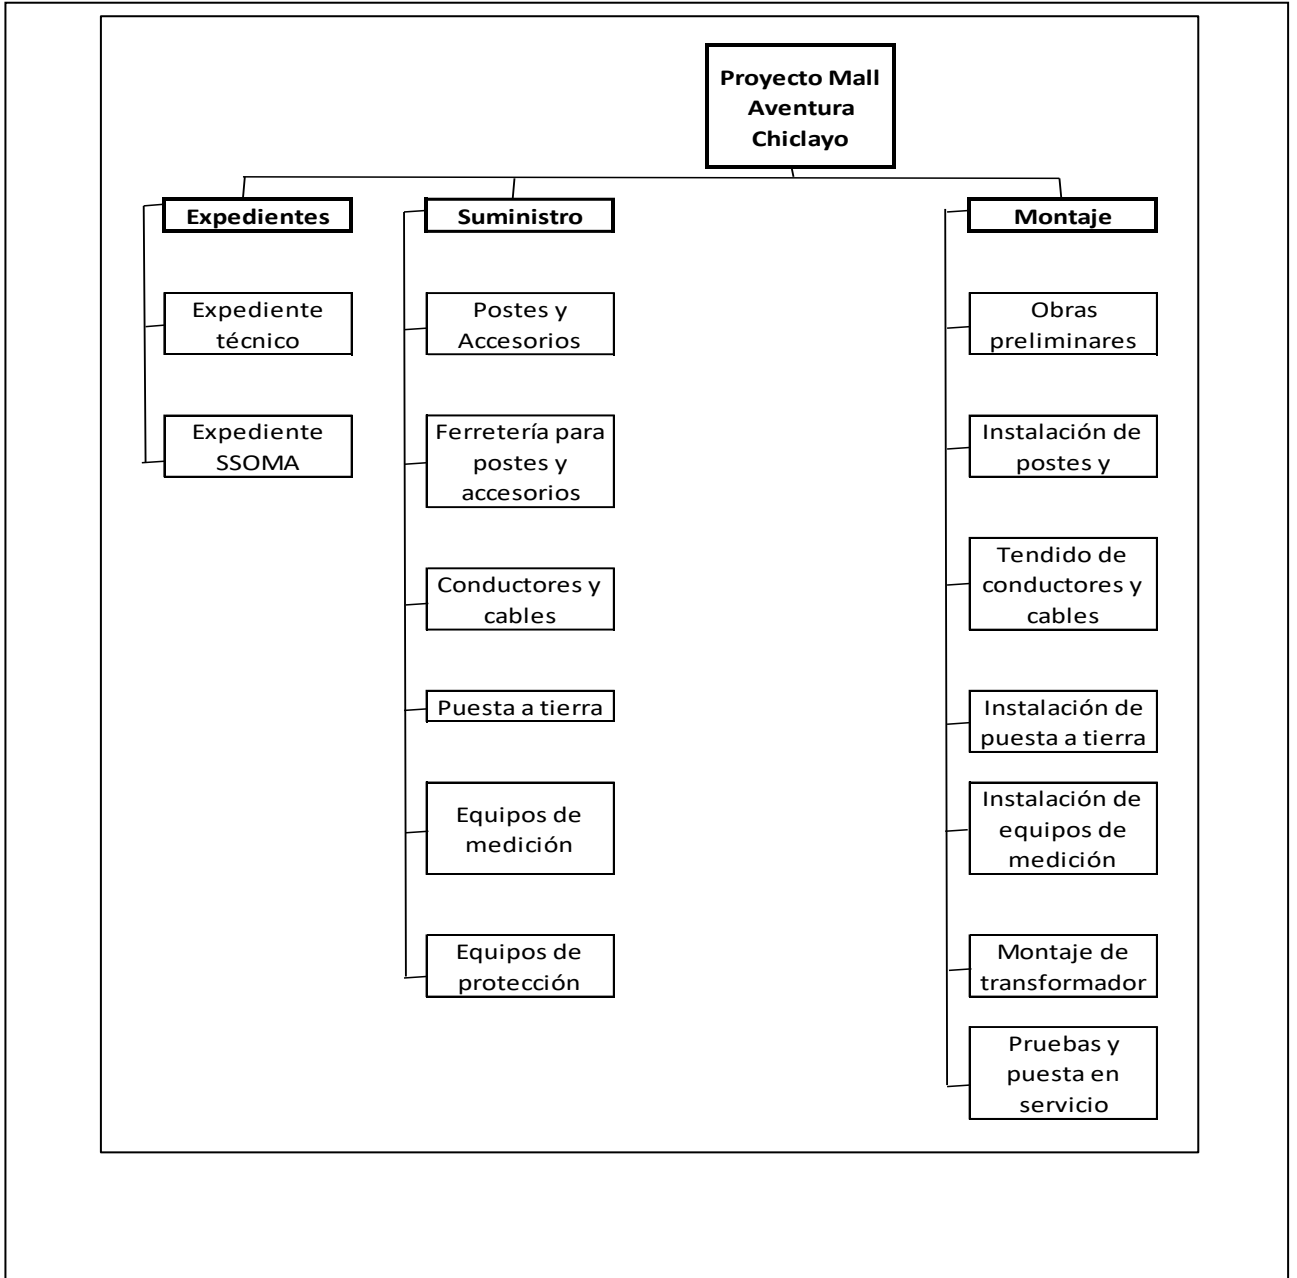 Proyecto Mall
Aventura
Chiclayo
Expedientes
Suministro
Montaje
Expediente
técnico
Postes y
Accesorios
Obras
preliminares
Expediente
SSOMA
Ferretería para
postes y
accesorios
Instalación de
postes y
Conductores y
cables
Tendido de
conductores y
cables
Puesta a tierra
Instalación de
puesta a tierra
Equipos de
medición
Instalación de
equipos de
medición
Equipos de
protección
Montaje de
transformador
Pruebas y
puesta en
servicio